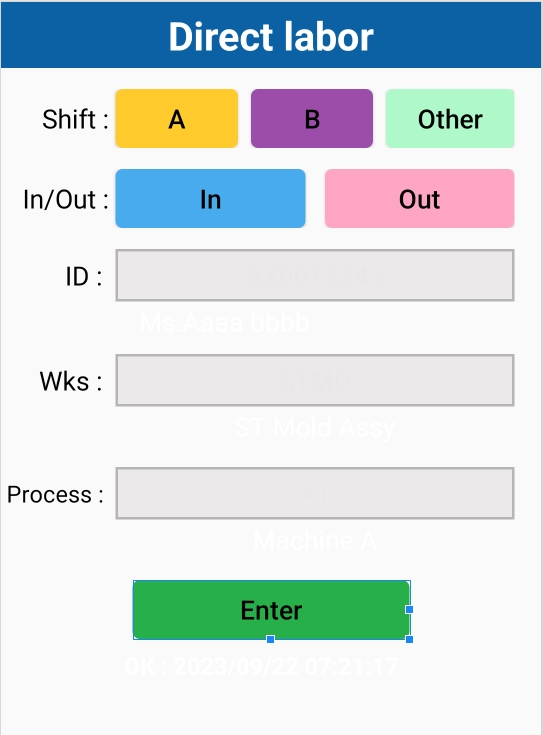 Direct labor
Shift : A B Other
In/Out : In Out
ID :
Ms.Aaaa bbbb
Wks :
ST Mold Assy
Process :
Machine A
Enter
OK : 2023/09/22 07:21:17